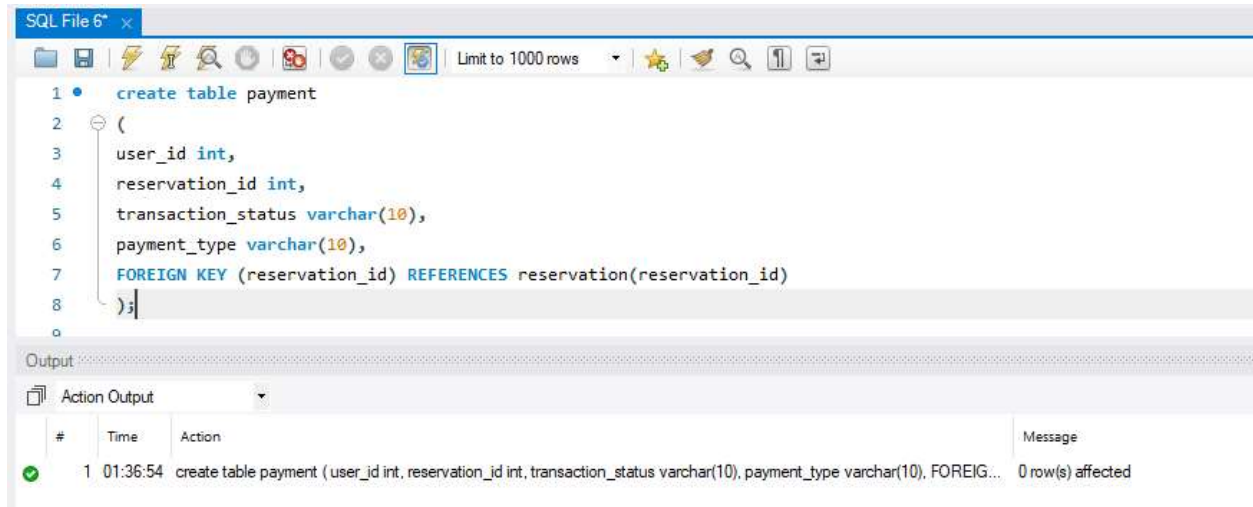 SQL File 6* ×
Limit to 1000 rows
1 create table payment
2 (
3 user_id int,
4 reservation_id int,
5 transaction_status varchar(10),
6 payment_type varchar(10),
7 FOREIGN KEY (reservation_id) REFERENCES reservation(reservation_id)
8 );
9
Output
Action Output
# Time Action Message
1 01:36:54 create table payment ( user_id int, reservation_id int, transaction_status varchar(10), payment_type varchar(10), FOREIG... 0 row(s) affected